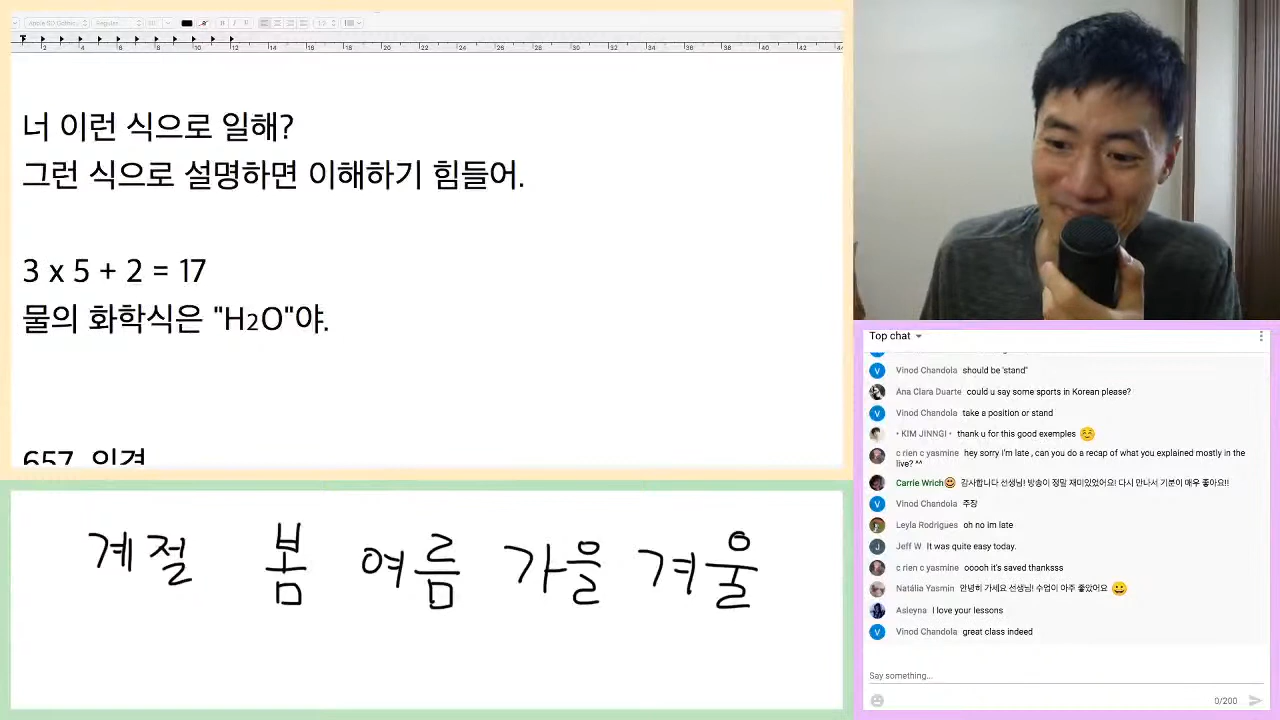 너 이런 식으로 일해?
그런 식으로 설명하면 이해하기 힘들어.
3 x 5 + 2 = 17
물의 화학식은 "H₂O"야.
657. 의견
계절 봄 여름 가을 겨울
Top chat
Vinod Chandola should be 'stand"
Ana Clara Duarte could u say some sports in Korean please?
Vinod Chandola take a position or stand
• KIM JINNGI • thank u for this good exemples
c rien c yasmine hey sorry I'm late , can you do a recap of what you explained mostly in the
live? ^^
Carrie Wrich 감사합니다 선생님! 방송이 정말 재미있었어요! 다시 만나서 기분이 매우 좋아요!!
Vinod Chandola 주장
Leyla Rodrigues oh no im late
Jeff W It was quite easy today.
c rien c yasmine ooooh it's saved thanksss
Natália Yasmin 안녕히 가세요 선생님! 수업이 아주 좋았어요
Asleyna I love your lessons
Vinod Chandola great class indeed
Say something...
0/200